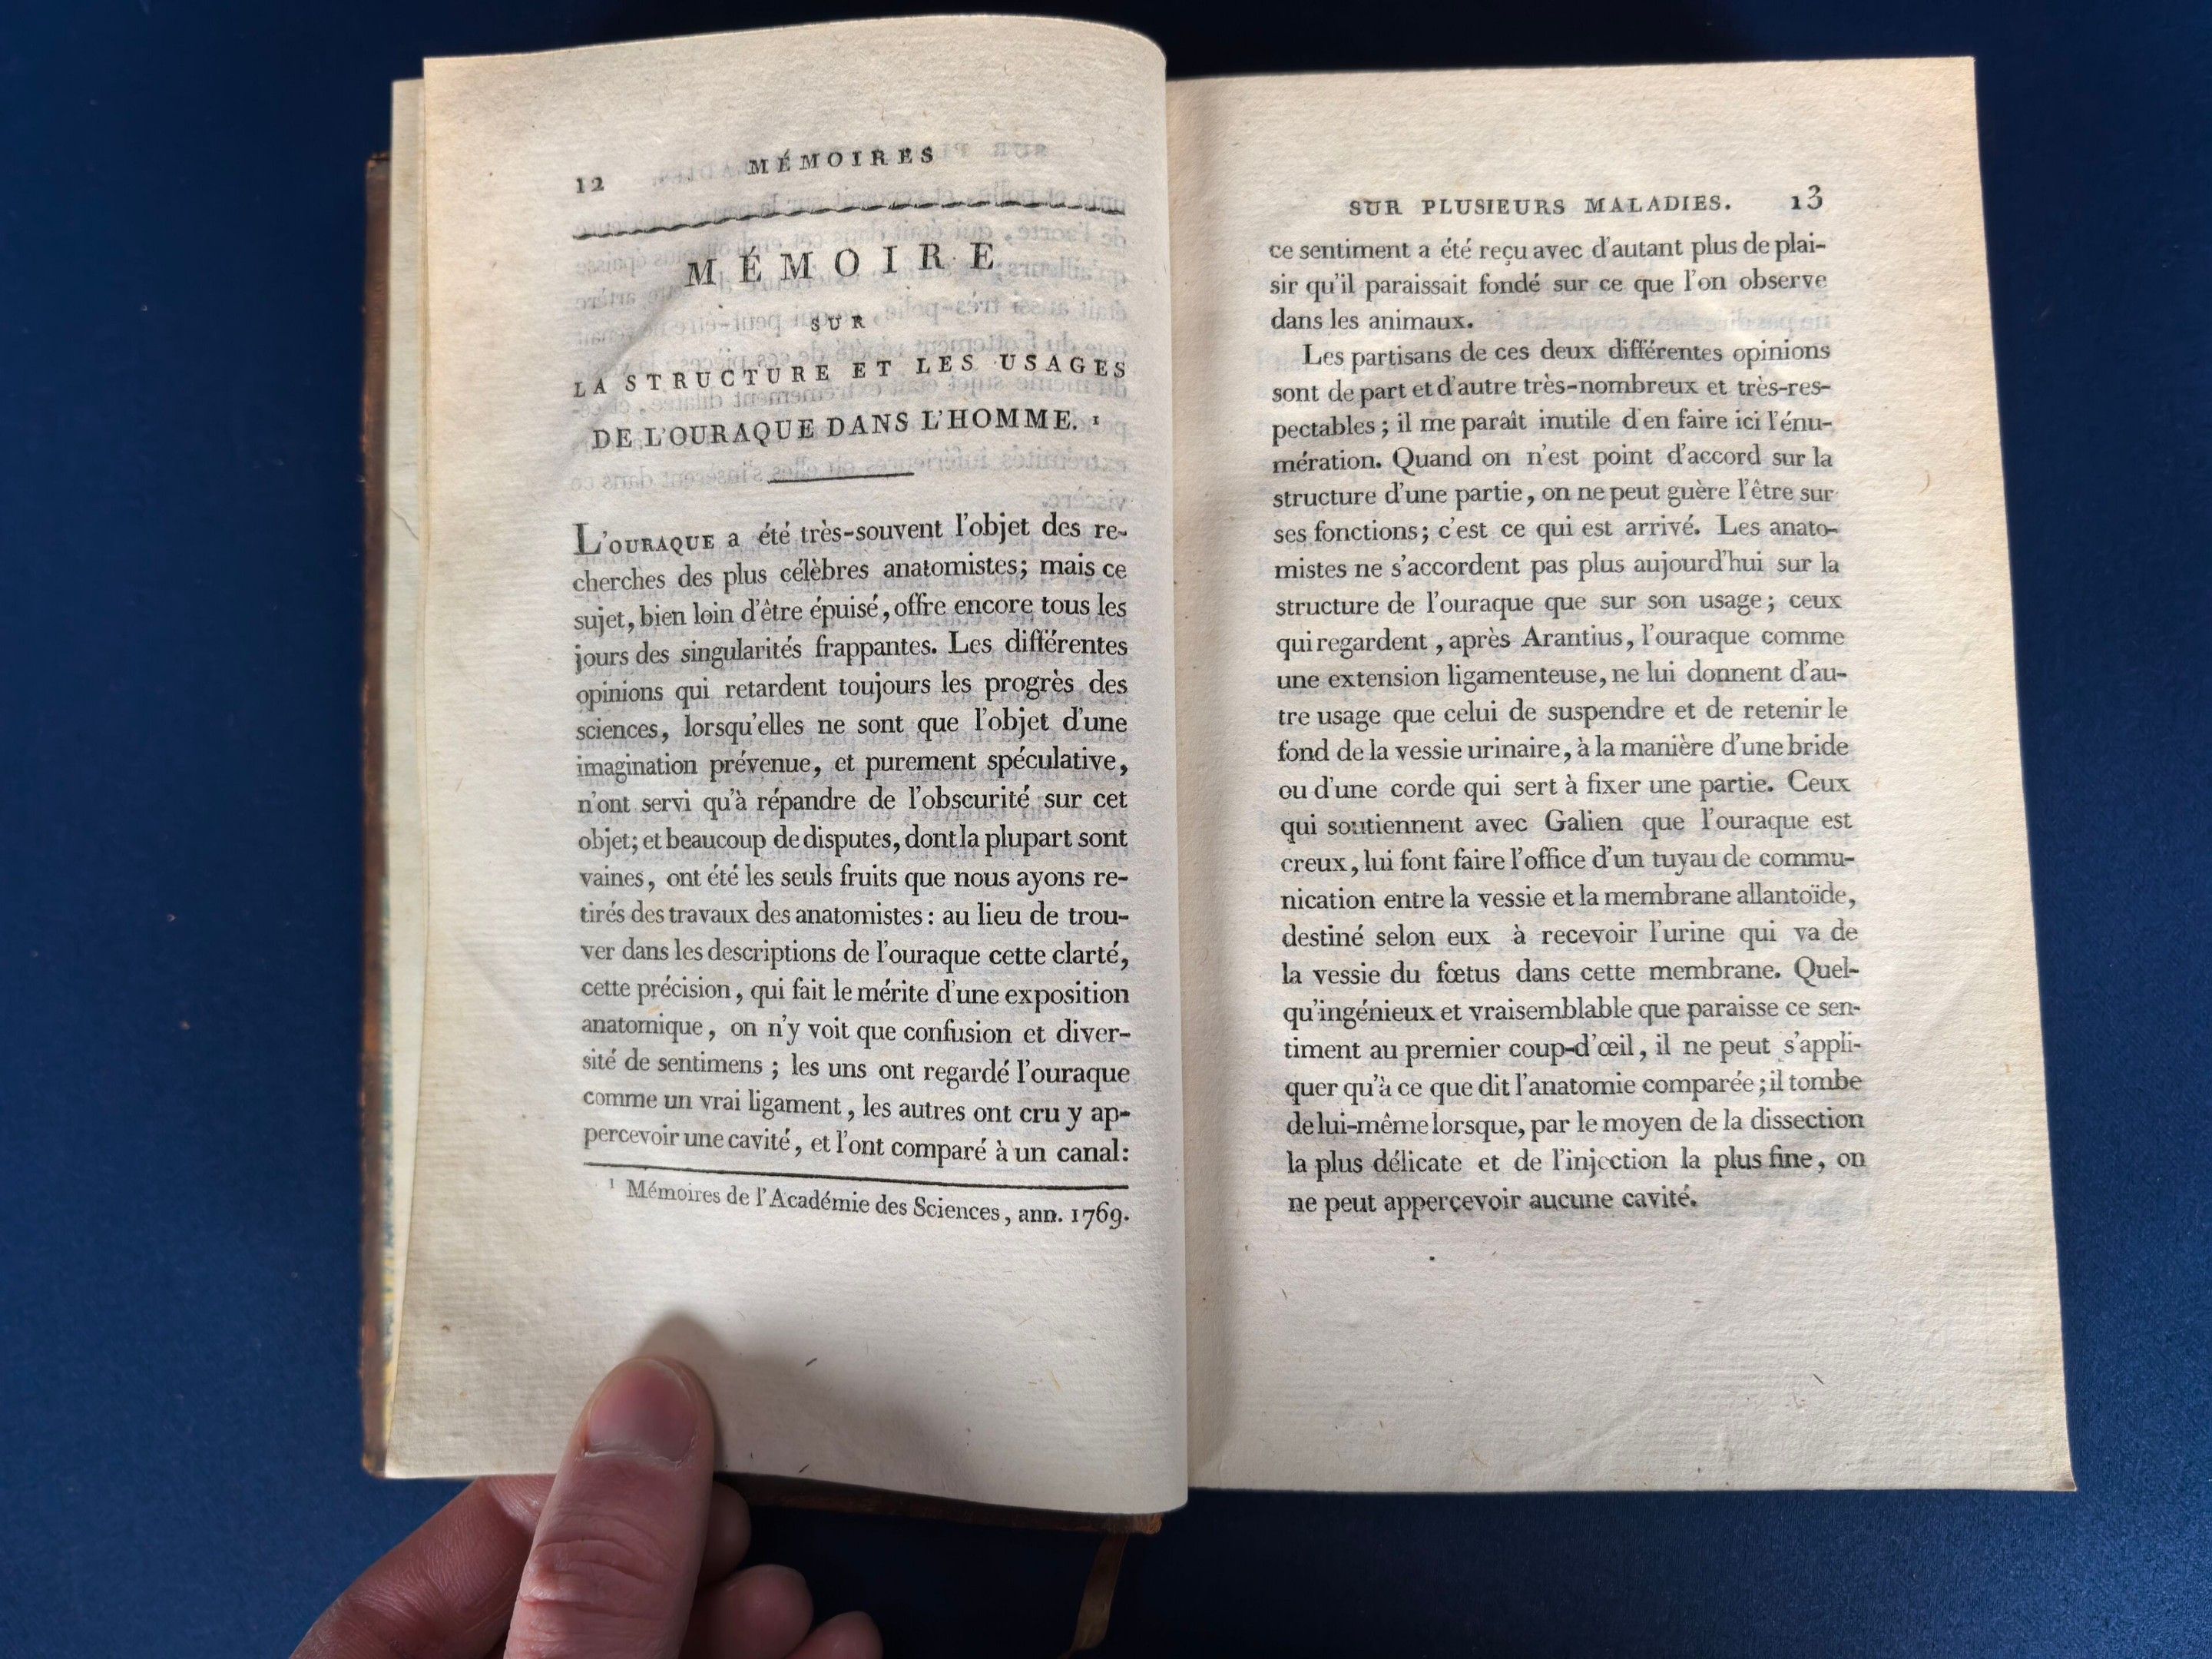 12 MÉMOIRES
MÉMOIRE
SUR
LA STRUCTURE ET LES USAGES
DE L'OURAQUE DANS L'HOMME. ¹
L'OURAQUE a été très-souvent l'objet des re-
cherches des plus célèbres anatomistes; mais ce
sujet, bien loin d'être épuisé, offre encore tous les
jours des singularités frappantes. Les différentes
opinions qui retardent toujours les progrès des
sciences, lorsqu'elles ne sont que l'objet d'une
imagination prévenue, et purement spéculative,
n'ont servi qu'à répandre de l'obscurité sur cet
objet; et beaucoup de disputes, dont la plupart sont
vaines, ont été les seuls fruits que nous ayons re-
tirés des travaux des anatomistes: au lieu de trou-
ver dans les descriptions de l'ouraque cette clarté,
cette précision, qui fait le mérite d'une exposition
anatomique, on n'y voit que confusion et diver-
sité de sentimens; les uns ont regardé l'ouraque
comme un vrai ligament, les autres ont cru y ap-
percevoir une cavité, et l'ont comparé à un canal:
¹ Mémoires de l'Académie des Sciences, ann. 1769.
SUR PLUSIEURS MALADIES. 13
ce sentiment a été reçu avec d'autant plus de plai-
sir qu'il paraissait fondé sur ce que l'on observe
dans les animaux.
Les partisans de ces deux différentes opinions
sont de part et d'autre très-nombreux et très-res-
pectables; il me paraît inutile d'en faire ici l'énu-
mération. Quand on n'est point d'accord sur la
structure d'une partie, on ne peut guère l'être sur
ses fonctions; c'est ce qui est arrivé. Les anato-
mistes ne s'accordent pas plus aujourd'hui sur la
structure de l'ouraque que sur son usage; ceux
qui regardent, après Arantius, l'ouraque comme
une extension ligamenteuse, ne lui donnent d'au-
tre usage que celui de suspendre et de retenir le
fond de la vessie urinaire, à la manière d'une bride
ou d'une corde qui sert à fixer une partie. Ceux
qui soutiennent avec Galien que l'ouraque est
creux, lui font faire l'office d'un tuyau de commu-
nication entre la vessie et la membrane allantoïde,
destiné selon eux à recevoir l'urine qui va de
la vessie du fœtus dans cette membrane. Quel-
qu'ingénieux et vraisemblable que paraisse ce sen-
timent au premier coup-d'œil, il ne peut s'appli-
quer qu'à ce que dit l'anatomie comparée; il tombe
de lui-même lorsque, par le moyen de la dissection
la plus délicate et de l'injection la plus fine, on
ne peut apperçevoir aucune cavité.